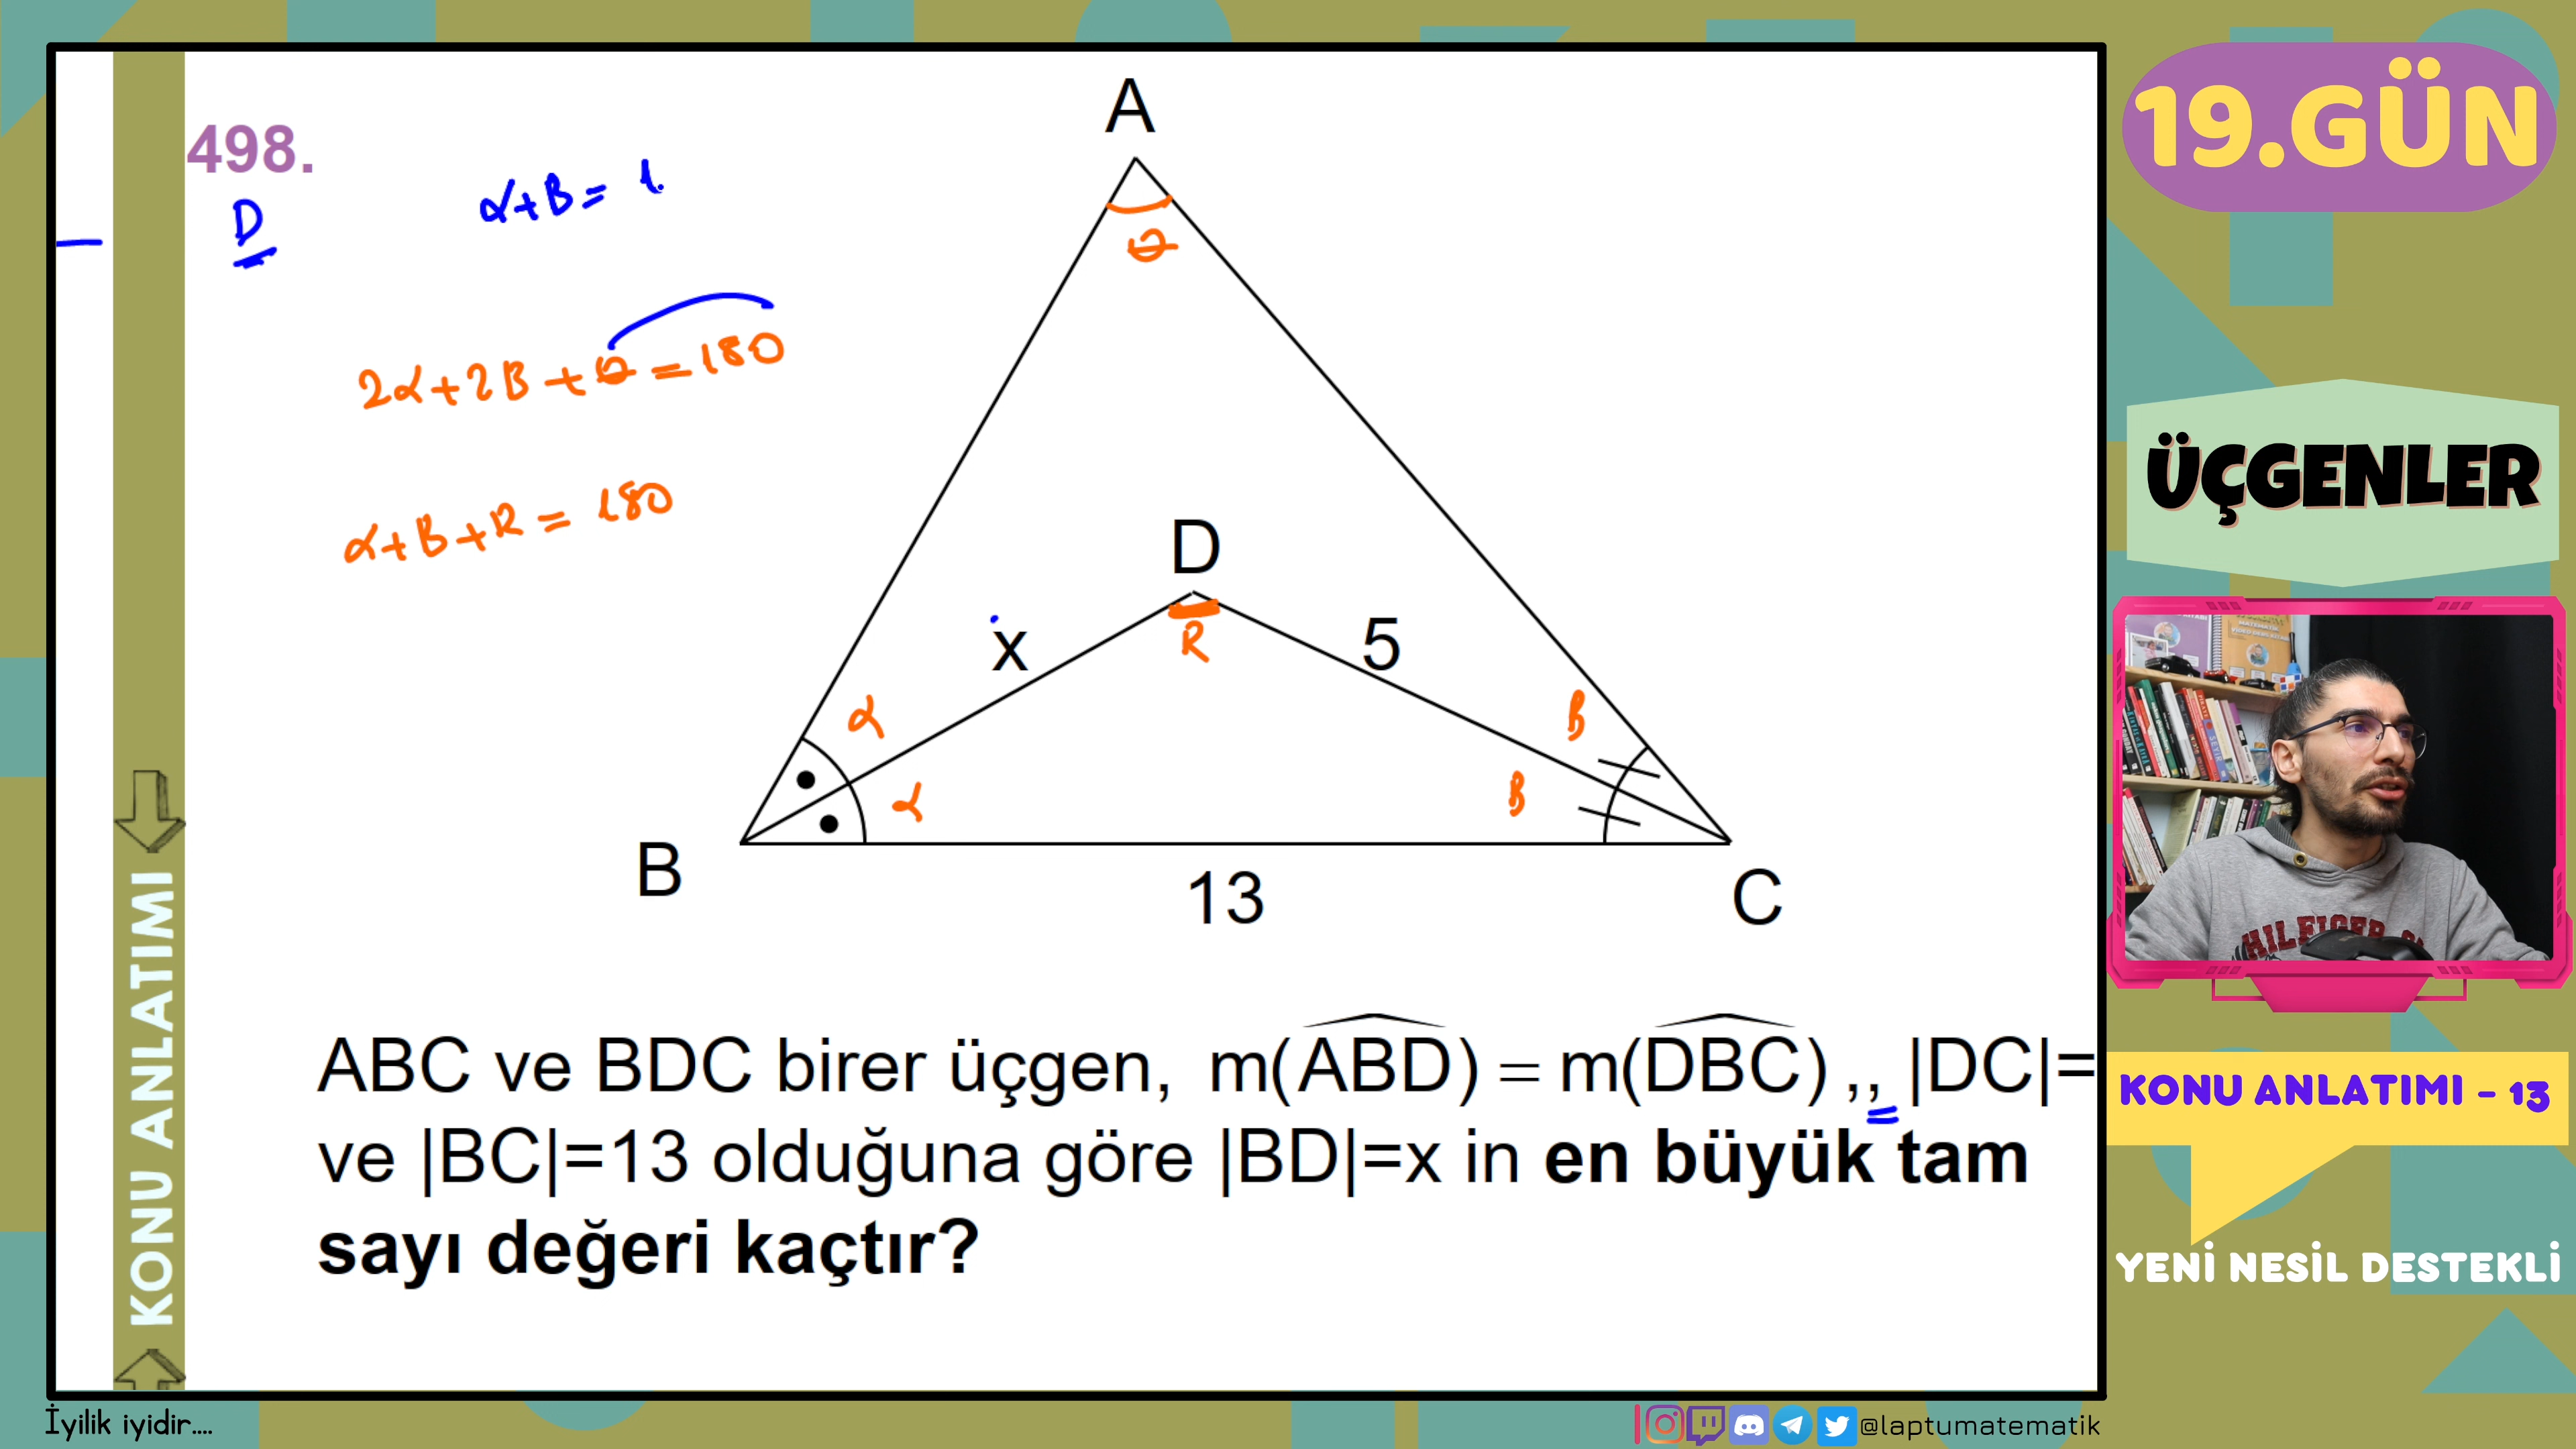 498.
D
α+B= 1
2α+2B+θ=180
α+B+R=180
A
θ
D
R
x
5
α
α
B
B
B
13
C
ABC ve BDC birer üçgen, m(ABD) = m(DBC) ,, |DC|=
ve |BC|=13 olduğuna göre |BD|=x in en büyük tam
sayı değeri kaçtır?
KONU ANLATIMI
19.GÜN
ÜÇGENLER
KONU ANLATIMI - 13
YENİ NESİL DESTEKLİ
İyilik iyidir....
@laptumatematik